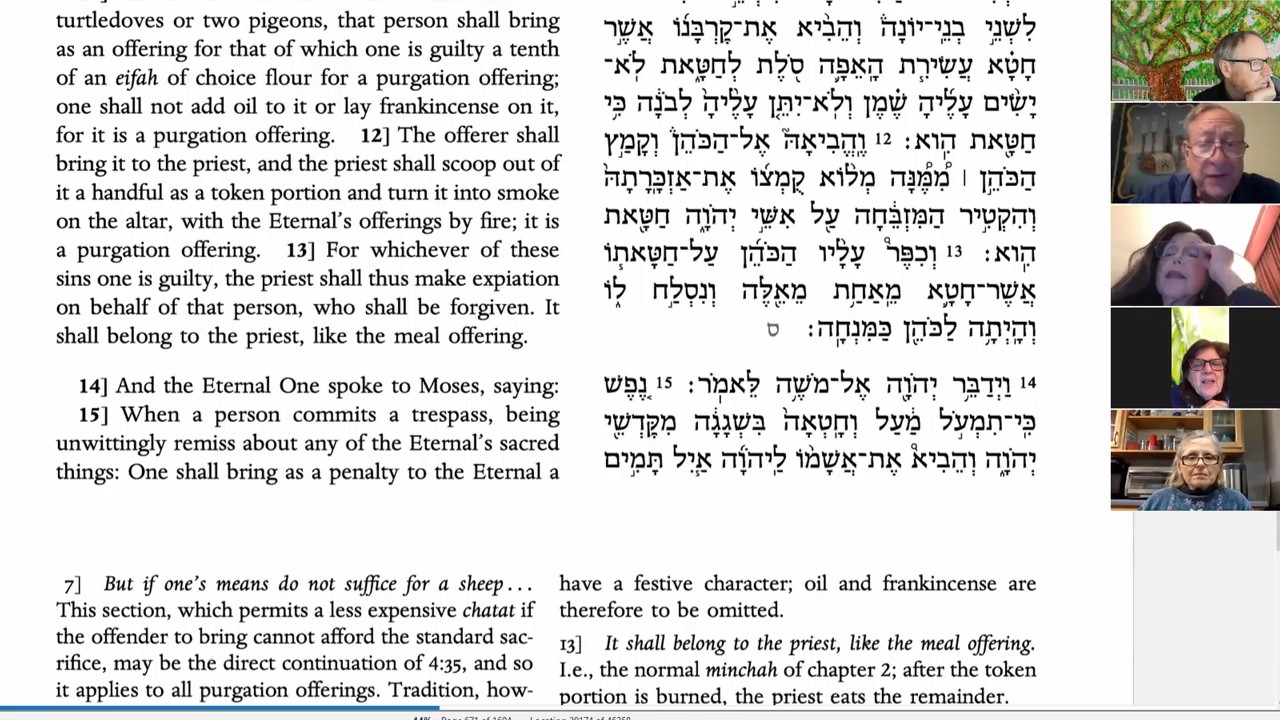 turtledoves or two pigeons, that person shall bring
as an offering for that of which one is guilty a tenth
of an eifah of choice flour for a purgation offering;
one shall not add oil to it or lay frankincense on it,
for it is a purgation offering. 12] The offerer shall
bring it to the priest, and the priest shall scoop out of
it a handful as a token portion and turn it into smoke
on the altar, with the Eternal's offerings by fire; it is
a purgation offering. 13] For whichever of these
sins one is guilty, the priest shall thus make expiation
on behalf of that person, who shall be forgiven. It
shall belong to the priest, like the meal offering.
14] And the Eternal One spoke to Moses, saying:
15] When a person commits a trespass, being
unwittingly remiss about any of the Eternal's sacred
things: One shall bring as a penalty to the Eternal a
לִשְׁנֵ֣י בְנֵי־יוֹנָה֒ וְהֵבִ֨יא אֶת־קָרְבָּנ֜וֹ אֲשֶׁ֣ר
חָטָ֗א עֲשִׂירִ֧ת הָאֵפָ֛ה סֹ֖לֶת לְחַטָּ֑את לֹא־
יָשִׂ֨ים עָלֶ֜יהָ שֶׁ֗מֶן וְלֹא־יִתֵּ֤ן עָלֶ֙יהָ֙ לְבֹנָ֔ה כִּ֥י
חַטָּ֖את הִֽוא׃ 12 וֶהֱבִיאָהּ֮ אֶל־הַכֹּהֵן֒ וְקָמַ֣ץ
הַכֹּהֵ֣ן ׀ מִ֠מֶּ֠נָּה מְל֨וֹא קֻמְצ֜וֹ אֶת־אַזְכָּרָתָהּ֙
וְהִקְטִ֣יר הַמִּזְבֵּ֔חָה עַ֖ל אִשֵּׁ֣י יְהֹוָ֑ה חַטָּ֖את
הִֽוא׃ 13 וְכִפֶּר֩ עָלָ֨יו הַכֹּהֵ֜ן עַל־חַטָּאת֧וֹ
אֲשֶׁר־חָטָ֛א מֵֽאַחַ֥ת מֵאֵ֖לֶּה וְנִסְלַ֣ח ל֑וֹ
וְהָיְתָ֥ה לַכֹּהֵ֖ן כַּמִּנְחָֽה׃ ס
14 וַיְדַבֵּ֥ר יְהֹוָ֖ה אֶל־מֹשֶׁ֥ה לֵּאמֹֽר׃ 15 נֶ֚פֶשׁ
כִּֽי־תִמְעֹ֣ל מַ֔עַל וְחָֽטְאָה֙ בִּשְׁגָגָ֔ה מִקׇּדְשֵׁ֖י
יְהֹוָ֑ה וְהֵבִיא֩ אֶת־אֲשָׁמ֨וֹ לַֽיהֹוָ֜ה אַ֧יִל תָּמִ֣ים
7] But if one's means do not suffice for a sheep . . .
This section, which permits a less expensive chatat if
the offender to bring cannot afford the standard sac-
rifice, may be the direct continuation of 4:35, and so
it applies to all purgation offerings. Tradition, how-
have a festive character; oil and frankincense are
therefore to be omitted.
13] It shall belong to the priest, like the meal offering.
I.e., the normal minchah of chapter 2; after the token
portion is burned, the priest eats the remainder.